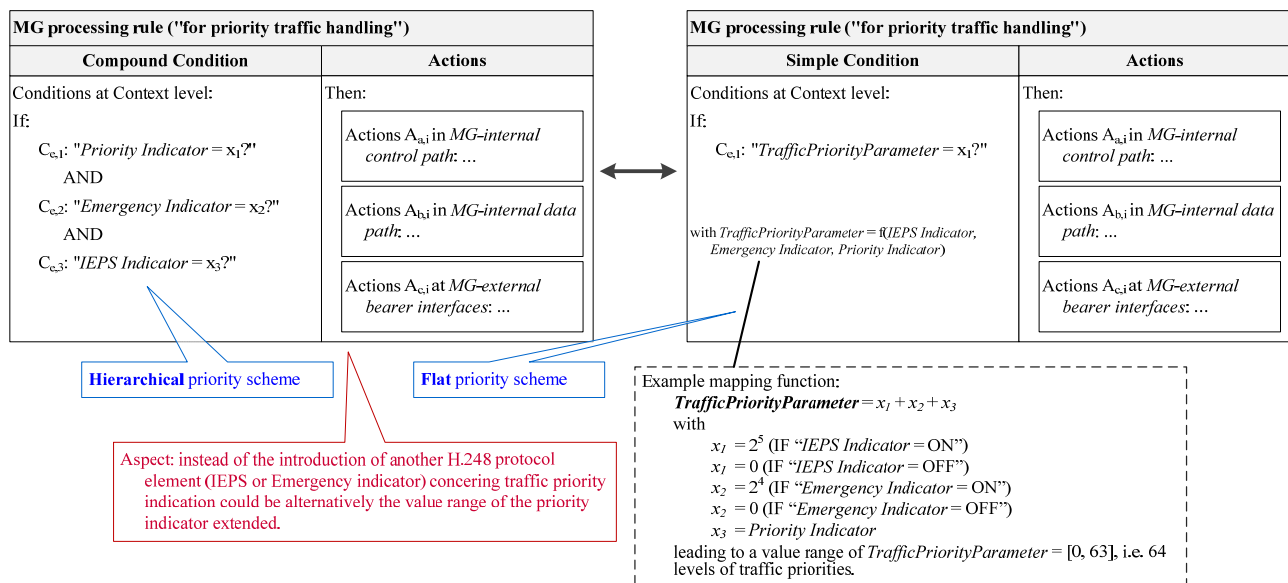 MG processing rule ("for priority traffic handling")
Compound Condition
Actions
Conditions at Context level:
If:
Ce,1: "Priority Indicator = x1?"
AND
Ce,2: "Emergency Indicator = x2?"
AND
Ce,3: "IEPS Indicator = x3?"
Then:
Actions Aa,i in MG-internal
control path: ...
Actions Ab,i in MG-internal data
path: ...
Actions Ac,i at MG-external
bearer interfaces: ...
MG processing rule ("for priority traffic handling")
Simple Condition
Actions
Conditions at Context level:
If:
Ce,1: "TrafficPriorityParameter = x1?"
with TrafficPriorityParameter = f(IEPS Indicator,
Emergency Indicator, Priority Indicator)
Then:
Actions Aa,i in MG-internal
control path: ...
Actions Ab,i in MG-internal data
path: ...
Actions Ac,i at MG-external
bearer interfaces: ...
Hierarchical priority scheme
Flat priority scheme
Aspect: instead of the introduction of another H.248 protocol
element (IEPS or Emergency indicator) concering traffic priority
indication could be alternatively the value range of the priority
indicator extended.
Example mapping function:
TrafficPriorityParameter = x1 + x2 + x3
with
x1 = 2^5 (IF “IEPS Indicator = ON”)
x1 = 0 (IF “IEPS Indicator = OFF”)
x2 = 2^4 (IF “Emergency Indicator = ON”)
x2 = 0 (IF “Emergency Indicator = OFF”)
x3 = Priority Indicator
leading to a value range of TrafficPriorityParameter = [0, 63], i.e. 64
levels of traffic priorities.